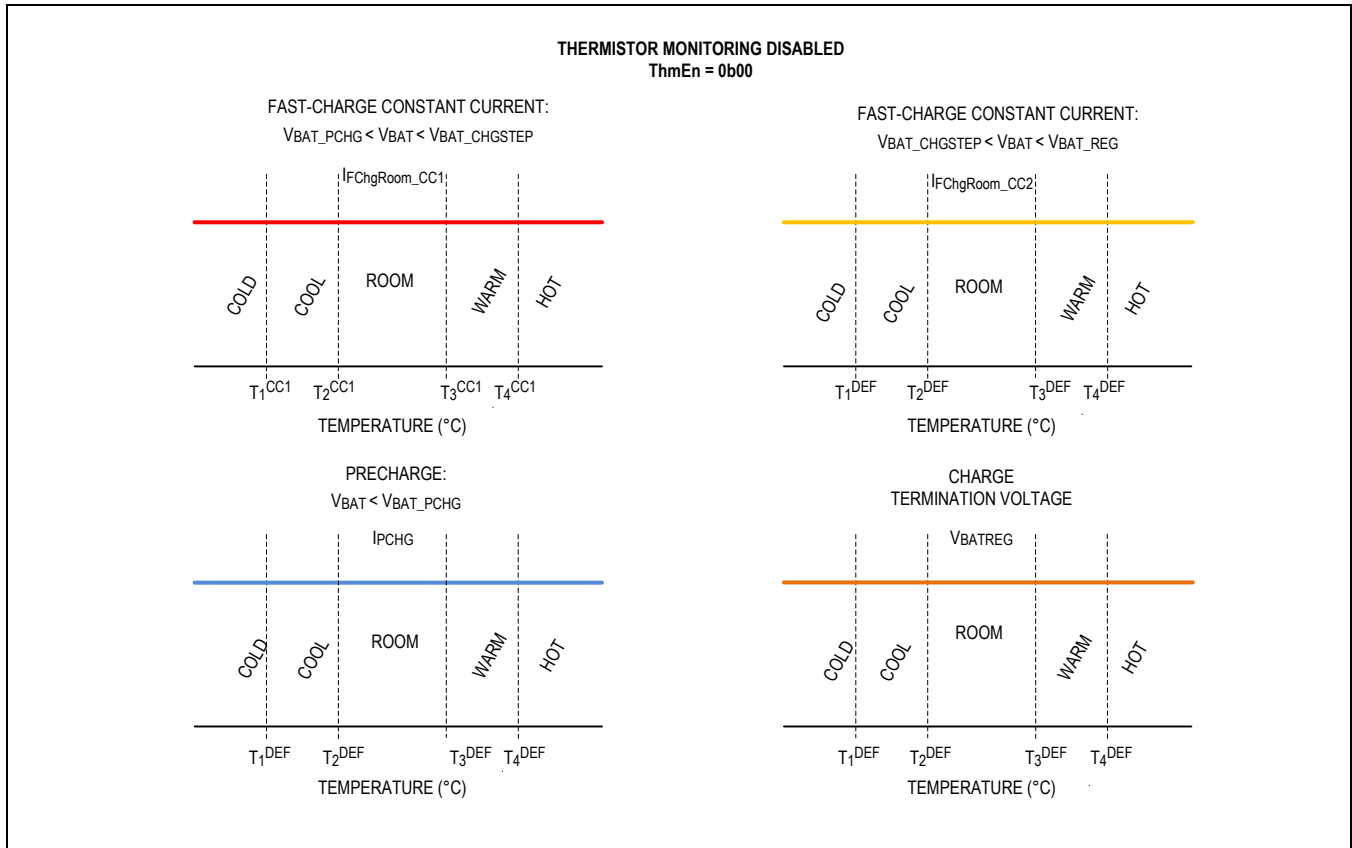 THERMISTOR MONITORING DISABLED
ThmEn = 0b00
FAST-CHARGE CONSTANT CURRENT:
VBAT_PCHG < VBAT < VBAT_CHGSTEP
IFChgRoom_CC1
COLD
COOL
ROOM
WARM
HOT
T1CC1 T2CC1 T3CC1 T4CC1
TEMPERATURE (°C)
FAST-CHARGE CONSTANT CURRENT:
VBAT_CHGSTEP < VBAT < VBAT_REG
IFChgRoom_CC2
COLD
COOL
ROOM
WARM
HOT
T1DEF T2DEF T3DEF T4DEF
TEMPERATURE (°C)
PRECHARGE:
VBAT < VBAT_PCHG
IPCHG
COLD
COOL
ROOM
WARM
HOT
T1DEF T2DEF T3DEF T4DEF
TEMPERATURE (°C)
CHARGE
TERMINATION VOLTAGE
VBATREG
COLD
COOL
ROOM
WARM
HOT
T1DEF T2DEF T3DEF T4DEF
TEMPERATURE (°C)